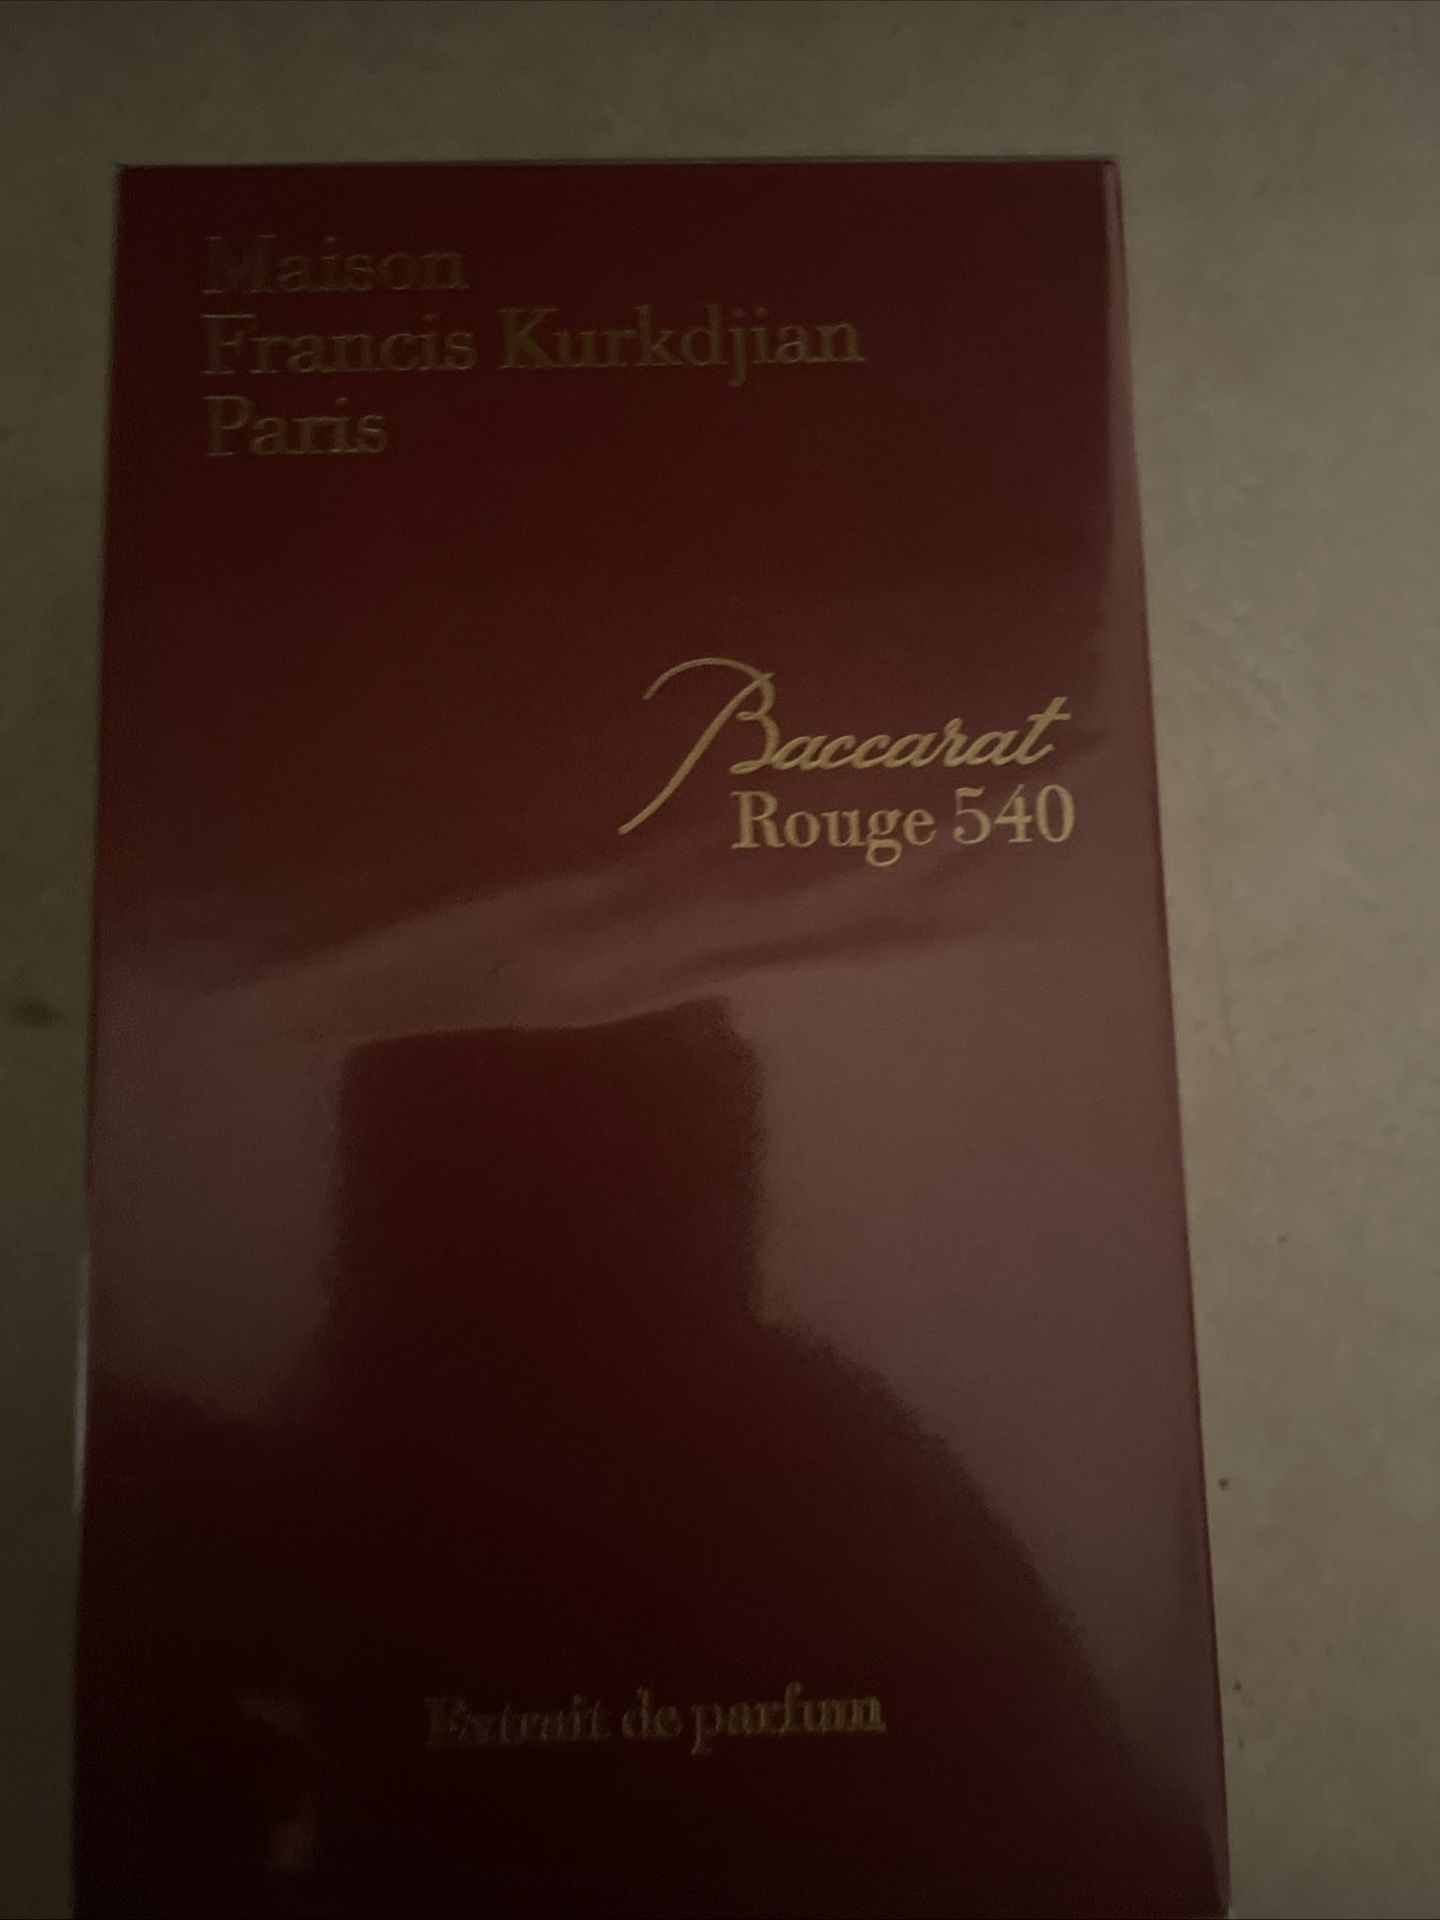 Maison
Francis Kurkdjian
Paris
Baccarat
Rouge 540
Extrait de parfum